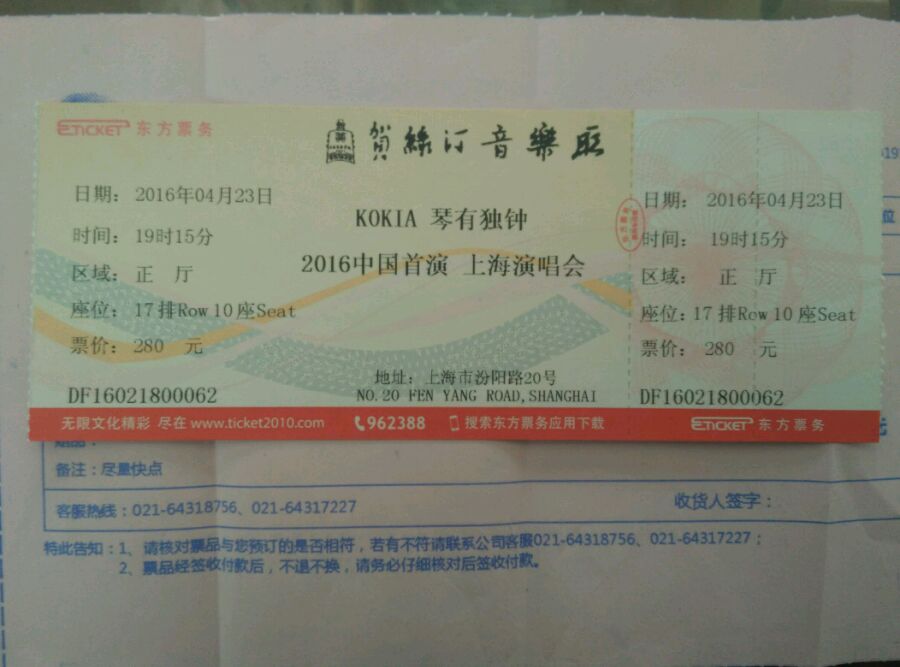 ETICKET 东方票务
賀綠汀音樂廳
日期： 2016年04月23日
时间： 19时15分
区域： 正 厅
座位： 17排Row 10座Seat
票价： 280 元
DF16021800062
KOKIA 琴有独钟
2016中国首演 上海演唱会
地址： 上海市汾阳路20号
NO.20 FEN YANG ROAD,SHANGHAI
日期： 2016年04月23日
时间： 19时15分
区域： 正 厅
座位：17排Row 10座Seat
票价： 280 元
DF16021800062
无限文化精彩 尽在 www.ticket2010.com 962388 搜索东方票务应用下载 ETICKET 东方票务
备注：尽量快点
客服热线：021-64318756、021-64317227
收货人签字：
特此告知：1、请核对票品与您预订的是否相符，若有不符请联系公司客服021-64318756、021-64317227；
2、票品经签收付款后，不退不换，请务必仔细核对后签收付款。